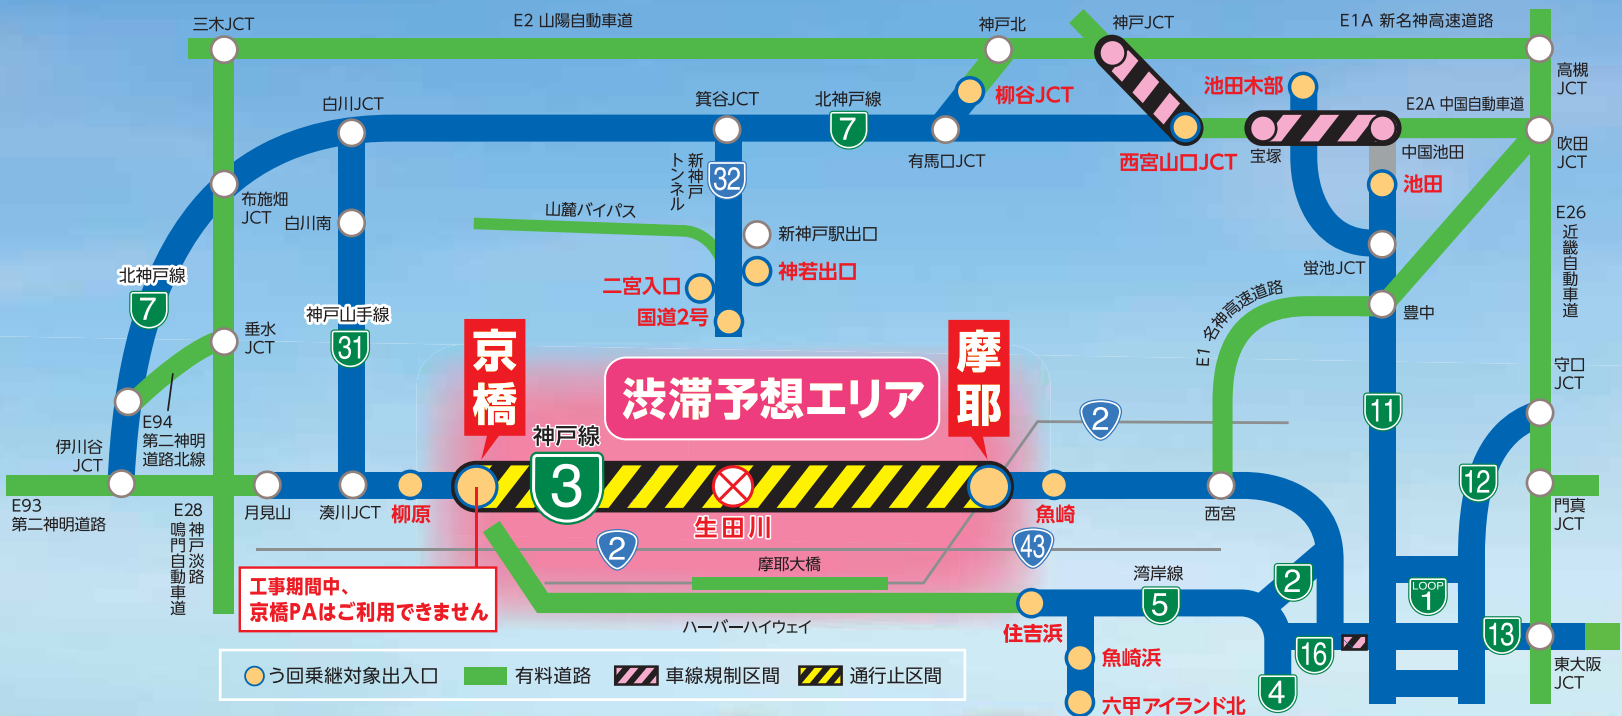 三木JCT
E2 山陽自動車道
神戸北
神戸JCT
E1A 新名神高速道路
高槻
JCT
白川JCT
箕谷JCT
北神戸線
7
柳谷JCT
池田木部
E2A 中国自動車道
有馬口JCT
西宮山口JCT
宝塚
中国池田
吹田
JCT
池田
布施畑
JCT
白川南
新神戸
トンネル
32
山麓バイパス
新神戸駅出口
神若出口
二宮入口
国道2号
蛍池JCT
E26
近畿自動車道
北神戸線
7
神戸山手線
31
垂水
JCT
E1 名神高速道路
豊中
守口
JCT
京橋
渋滞予想エリア
摩耶
神戸線
3
2
11
12
E94
第二神明
道路北線
伊川谷
JCT
E93
第二神明道路
E28
神戸淡路
鳴門自動車道
月見山
湊川JCT
柳原
生田川
魚崎
西宮
門真
JCT
2
43
摩耶大橋
工事期間中、
京橋PAはご利用できません
ハーバーハイウェイ
住吉浜
湾岸線
5
2
LOOP
1
13
16
4
魚崎浜
六甲アイランド北
東大阪
JCT
う回乗継対象出入口
有料道路
車線規制区間
通行止区間